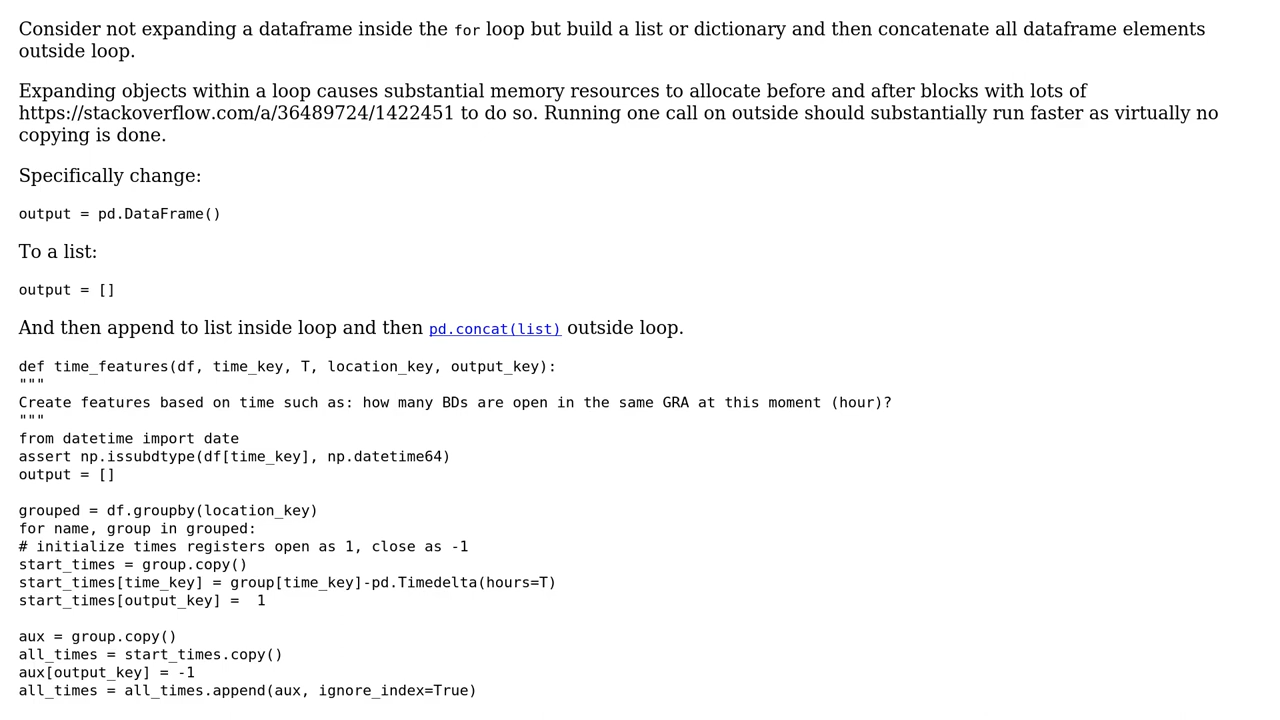 Consider not expanding a dataframe inside the for loop but build a list or dictionary and then concatenate all dataframe elements
outside loop.
Expanding objects within a loop causes substantial memory resources to allocate before and after blocks with lots of
https://stackoverflow.com/a/36489724/1422451 to do so. Running one call on outside should substantially run faster as virtually no
copying is done.
Specifically change:
output = pd.DataFrame()
To a list:
output = []
And then append to list inside loop and then pd.concat(list) outside loop.
def time_features(df, time_key, T, location_key, output_key):
"""
Create features based on time such as: how many BDs are open in the same GRA at this moment (hour)?
"""
from datetime import date
assert np.issubdtype(df[time_key], np.datetime64)
output = []
grouped = df.groupby(location_key)
for name, group in grouped:
# initialize times registers open as 1, close as -1
start_times = group.copy()
start_times[time_key] = group[time_key]-pd.Timedelta(hours=T)
start_times[output_key] =  1
aux = group.copy()
all_times = start_times.copy()
aux[output_key] = -1
all_times = all_times.append(aux, ignore_index=True)